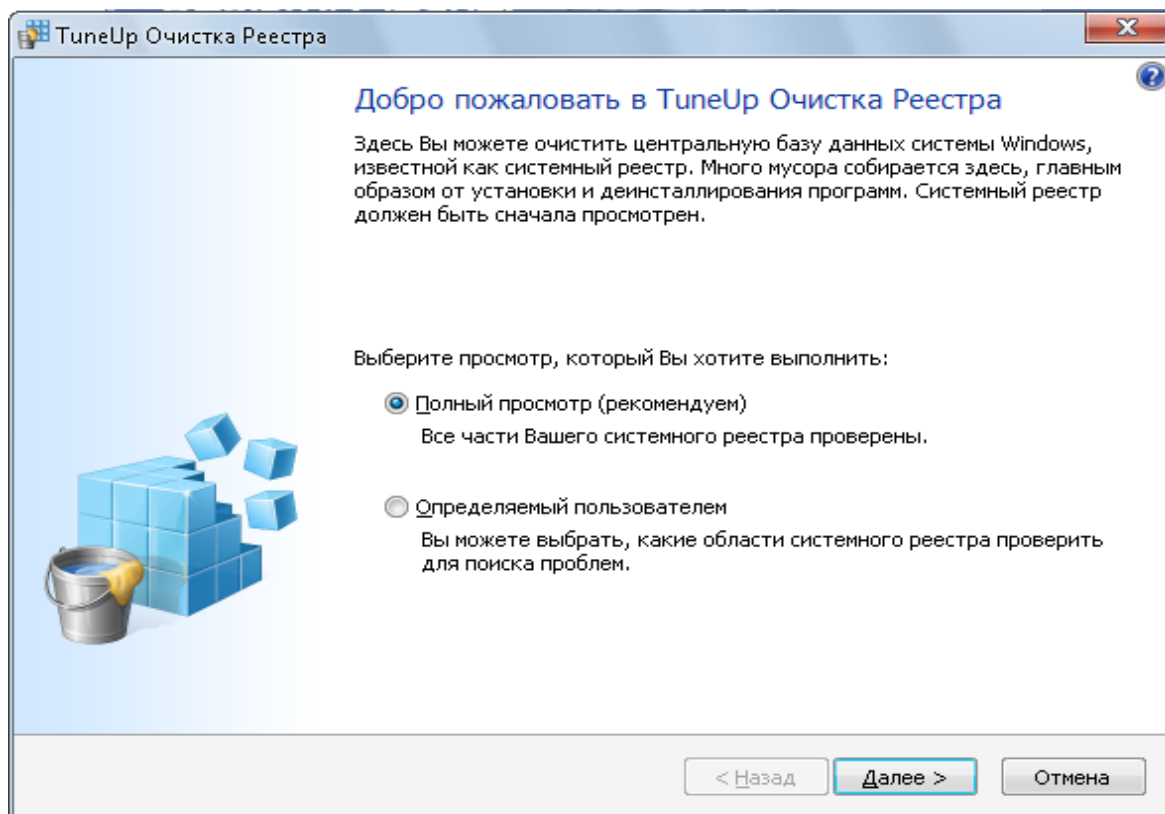 TuneUp Очистка Реестра
Добро пожаловать в TuneUp Очистка Реестра
Здесь Вы можете очистить центральную базу данных системы Windows,
известной как системный реестр. Много мусора собирается здесь, главным
образом от установки и деинсталлирования программ. Системный реестр
должен быть сначала просмотрен.
Выберите просмотр, который Вы хотите выполнить:
Полный просмотр (рекомендуем)
Все части Вашего системного реестра проверены.
Определяемый пользователем
Вы можете выбрать, какие области системного реестра проверить
для поиска проблем.
< Назад Далее > Отмена